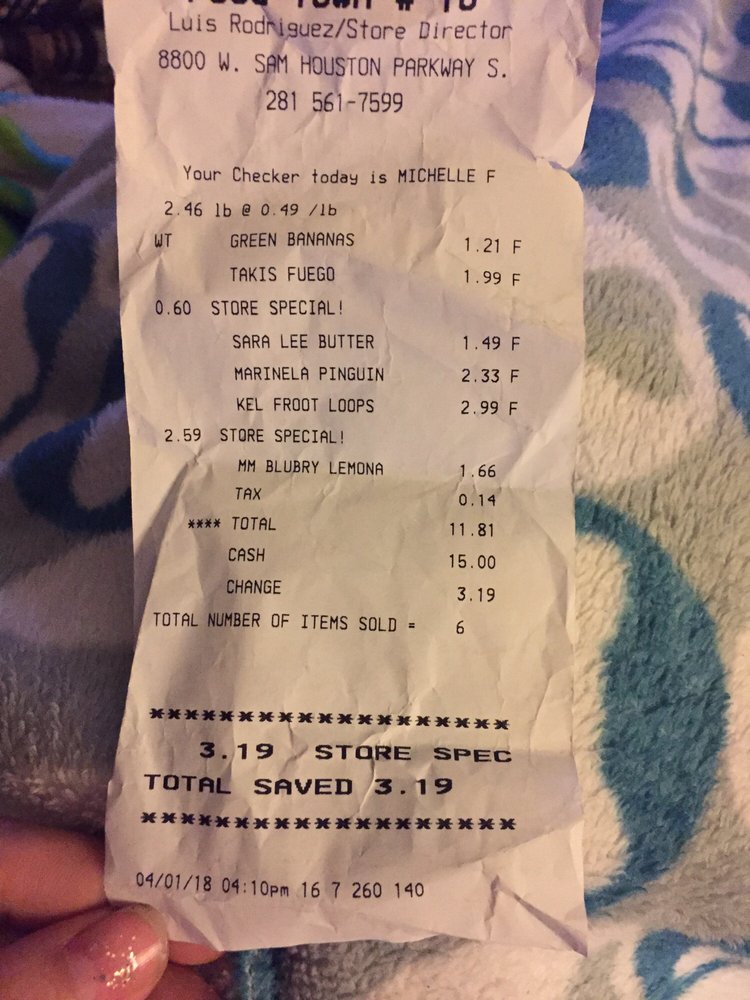 Luis Rodriguez/Store Director
8800 W. SAM HOUSTON PARKWAY S.
281 561-7599
Your Checker today is MICHELLE F
2.46 lb @ 0.49 /lb
WT GREEN BANANAS 1.21 F
TAKIS FUEGO 1.99 F
0.60 STORE SPECIAL!
SARA LEE BUTTER 1.49 F
MARINELA PINGUIN 2.33 F
KEL FROOT LOOPS 2.99 F
2.59 STORE SPECIAL!
MM BLUBRY LEMONA 1.66
TAX 0.14
**** TOTAL 11.81
CASH 15.00
CHANGE 3.19
TOTAL NUMBER OF ITEMS SOLD = 6
********************
3.19 STORE SPEC
TOTAL SAVED 3.19
********************
04/01/18 04:10pm 16 7 260 140